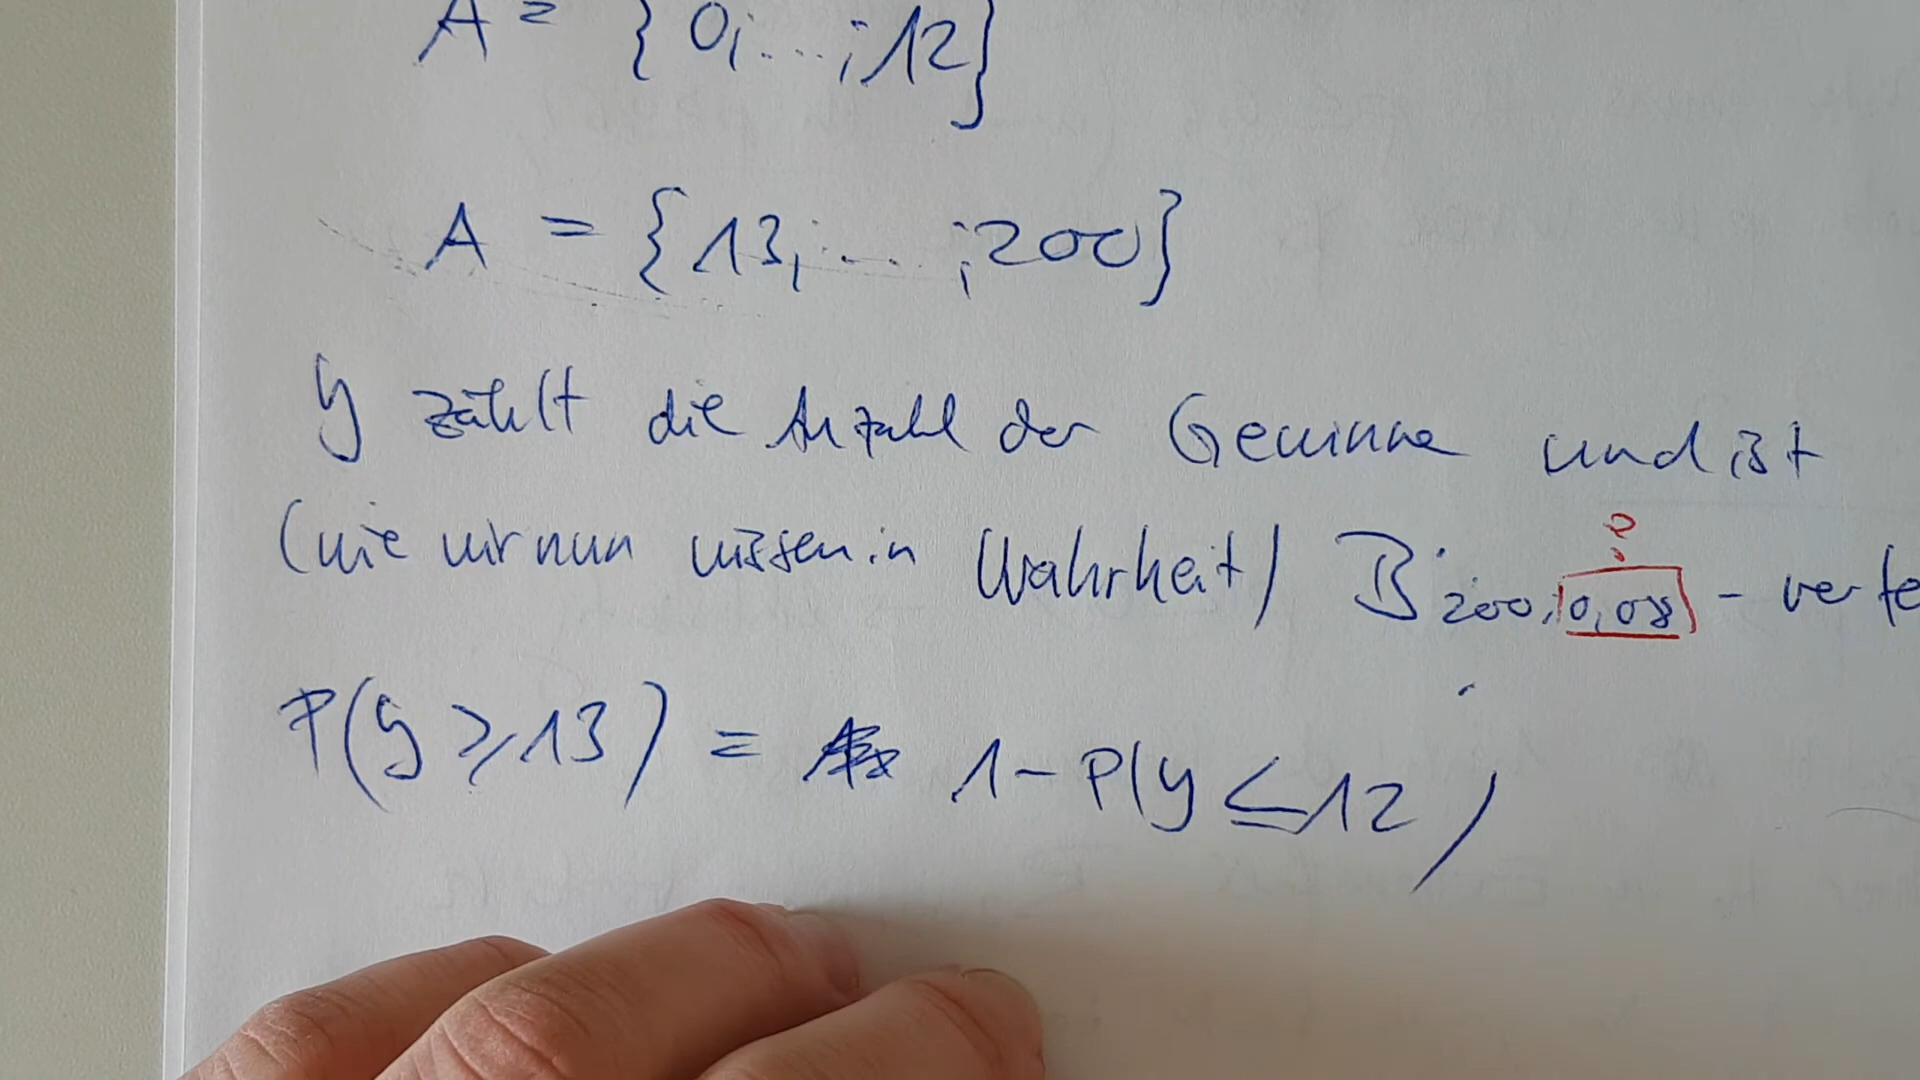 A = {0;...;12}
A = {13;...;200}
y zählt die Anzahl der Gewinne und ist
(wie wir nun wissen in Wahrheit) B200;0,08 - verte
?
P(y ≥ 13) = 1 - P(y ≤ 12)